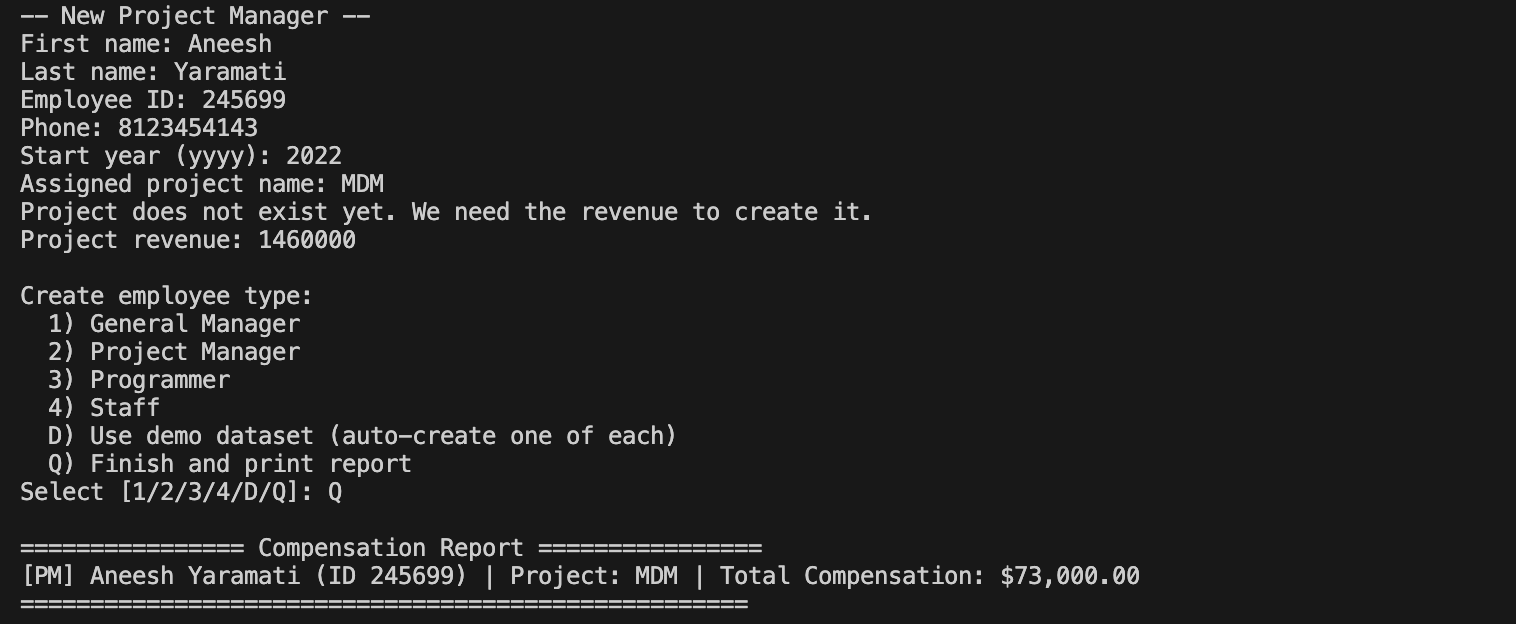 -- New Project Manager --
First name: Aneesh
Last name: Yaramati
Employee ID: 245699
Phone: 8123454143
Start year (yyyy): 2022
Assigned project name: MDM
Project does not exist yet. We need the revenue to create it.
Project revenue: 1460000

Create employee type:
  1) General Manager
  2) Project Manager
  3) Programmer
  4) Staff
  D) Use demo dataset (auto-create one of each)
  Q) Finish and print report
Select [1/2/3/4/D/Q]: Q

================ Compensation Report ================
[PM] Aneesh Yaramati (ID 245699) | Project: MDM | Total Compensation: $73,000.00
====================================================